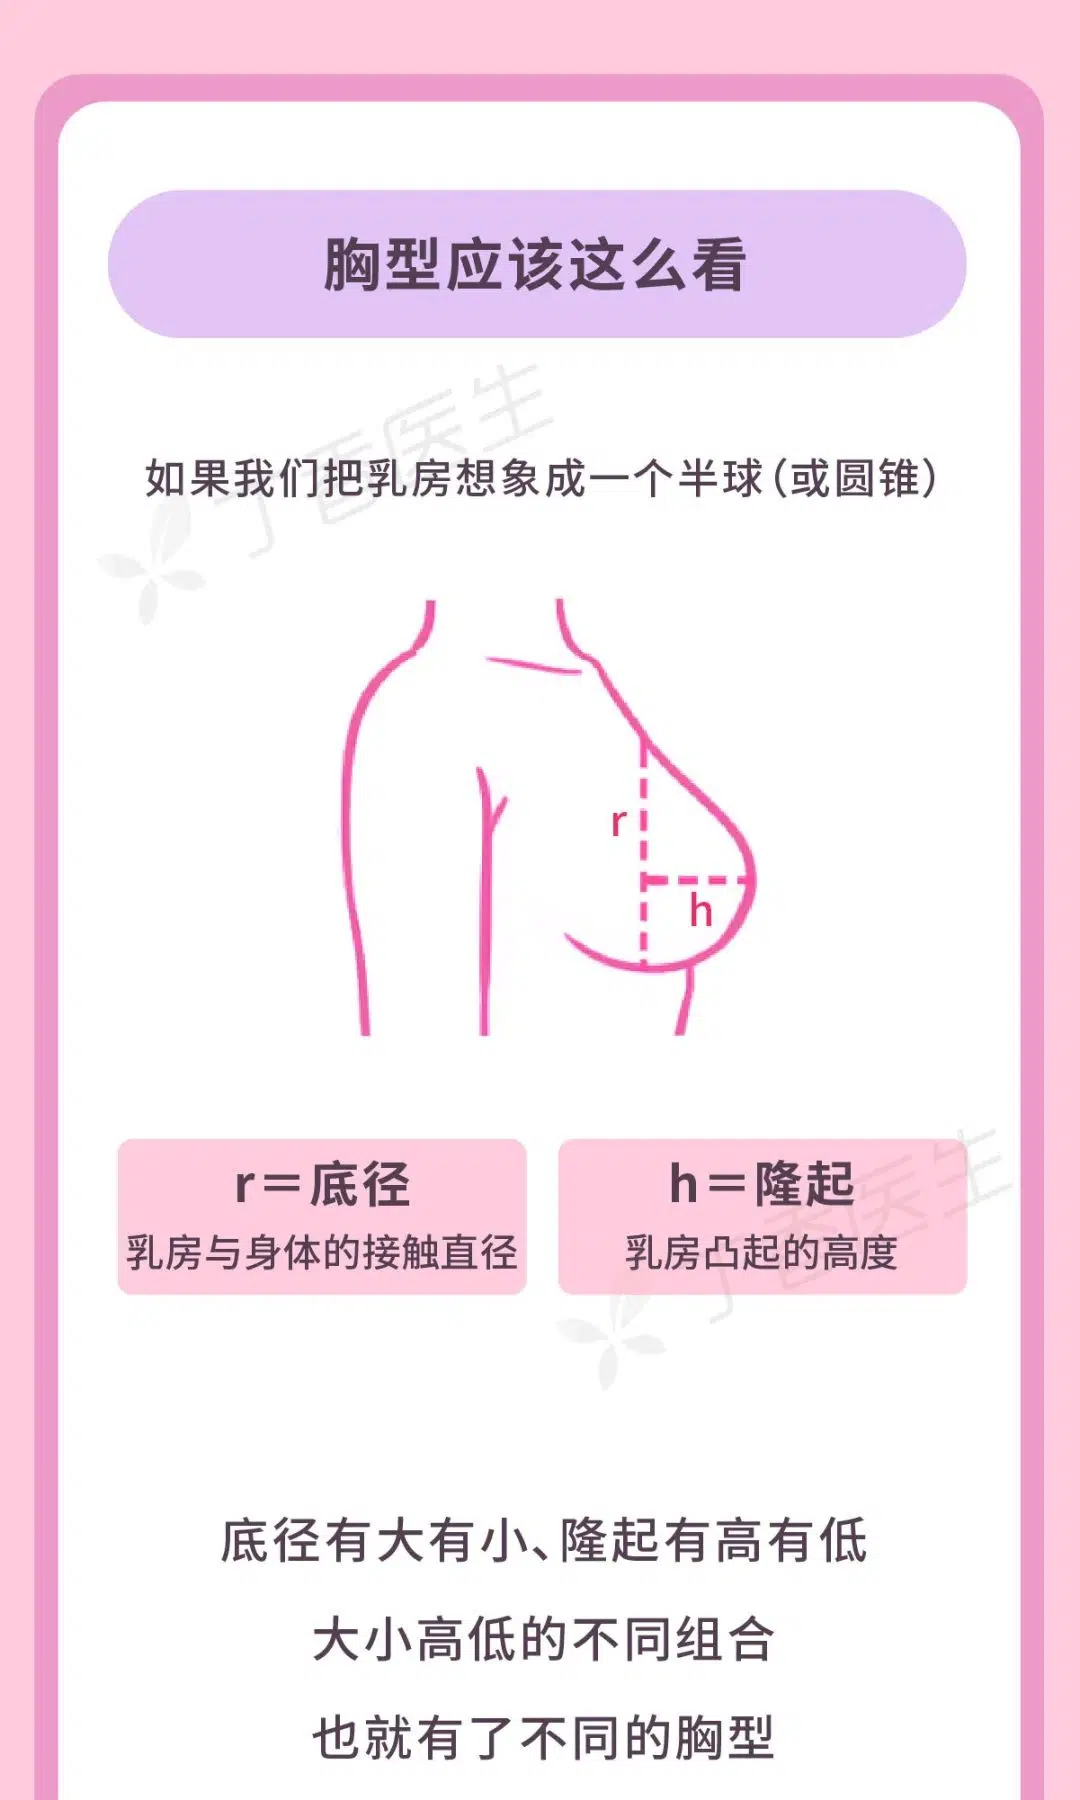 胸型应该这么看
丁香医生
如果我们把乳房想象成一个半球(或圆锥)
r
h
r=底径
乳房与身体的接触直径
h=隆起
乳房凸起的高度
丁香医生
底径有大有小、隆起有高有低
大小高低的不同组合
也就有了不同的胸型